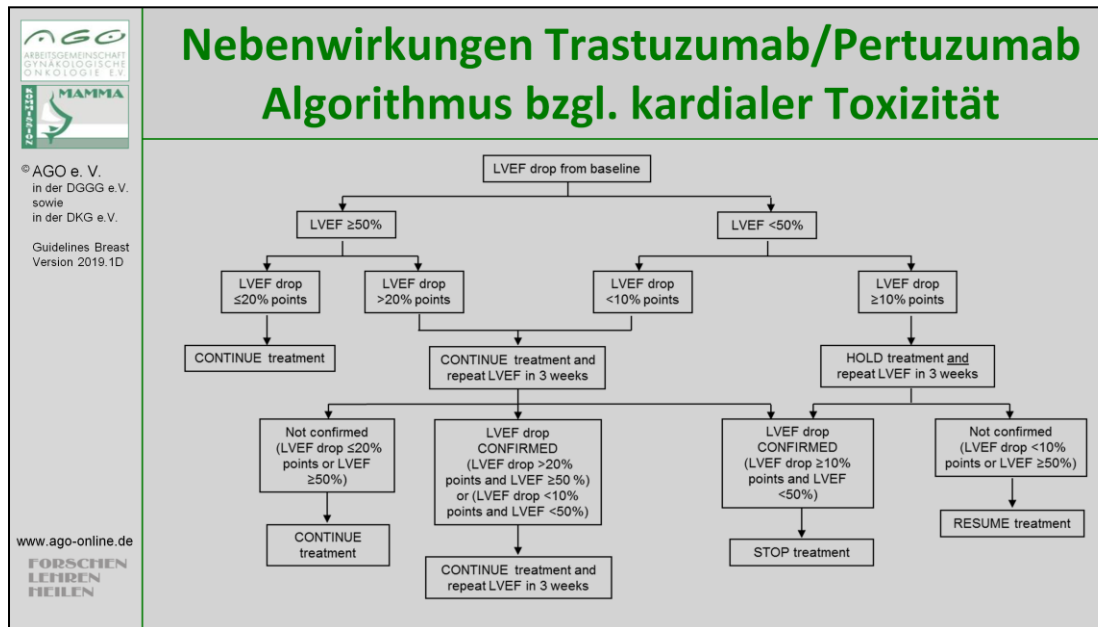 AGO
ARBEITSGEMEINSCHAFT
GYNÄKOLOGISCHE
ONKOLOGIE E.V.
KOMMISSION
MAMMA
© AGO e. V.
in der DGGG e.V.
sowie
in der DKG e.V.
Guidelines Breast
Version 2019.1D
www.ago-online.de
FORSCHEN
LEHREN
HEILEN
Nebenwirkungen Trastuzumab/Pertuzumab
Algorithmus bzgl. kardialer Toxizität
LVEF drop from baseline
LVEF ≥50%
LVEF <50%
LVEF drop
≤20% points
LVEF drop
>20% points
LVEF drop
<10% points
LVEF drop
≥10% points
CONTINUE treatment
CONTINUE treatment and
repeat LVEF in 3 weeks
HOLD treatment and
repeat LVEF in 3 weeks
Not confirmed
(LVEF drop ≤20%
points or LVEF
≥50%)
LVEF drop
CONFIRMED
(LVEF drop >20%
points and LVEF ≥50 %)
or (LVEF drop <10%
points and LVEF <50%)
LVEF drop
CONFIRMED
(LVEF drop ≥10%
points and LVEF
<50%)
Not confirmed
(LVEF drop <10%
points or LVEF ≥50%)
CONTINUE
treatment
CONTINUE treatment and
repeat LVEF in 3 weeks
STOP treatment
RESUME treatment